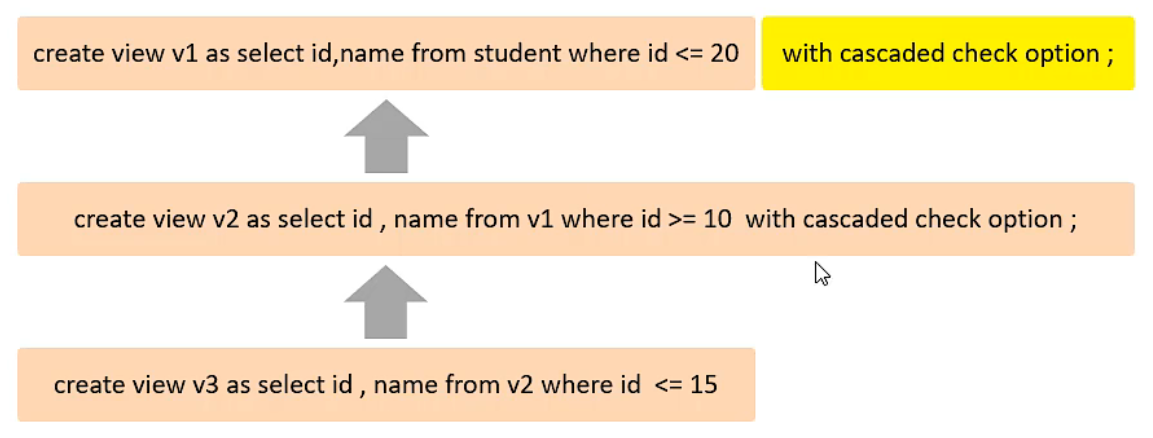 create view v1 as select id,name from student where id <= 20 with cascaded check option ;
create view v2 as select id , name from v1 where id >= 10  with cascaded check option ;
create view v3 as select id , name from v2 where id  <= 15